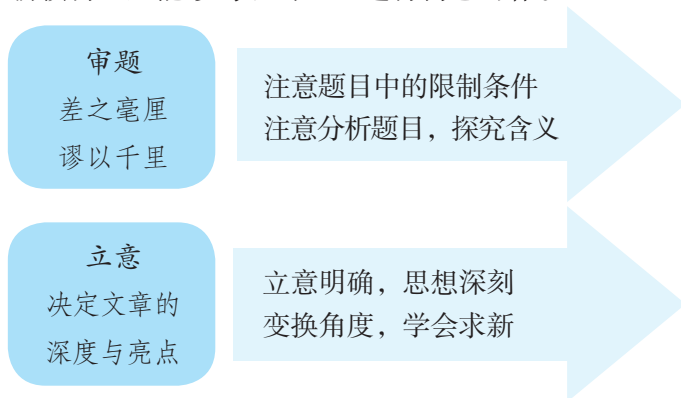 审题
差之毫厘
谬以千里
注意题目中的限制条件
注意分析题目，探究含义
立意
决定文章的
深度与亮点
立意明确，思想深刻
变换角度，学会求新